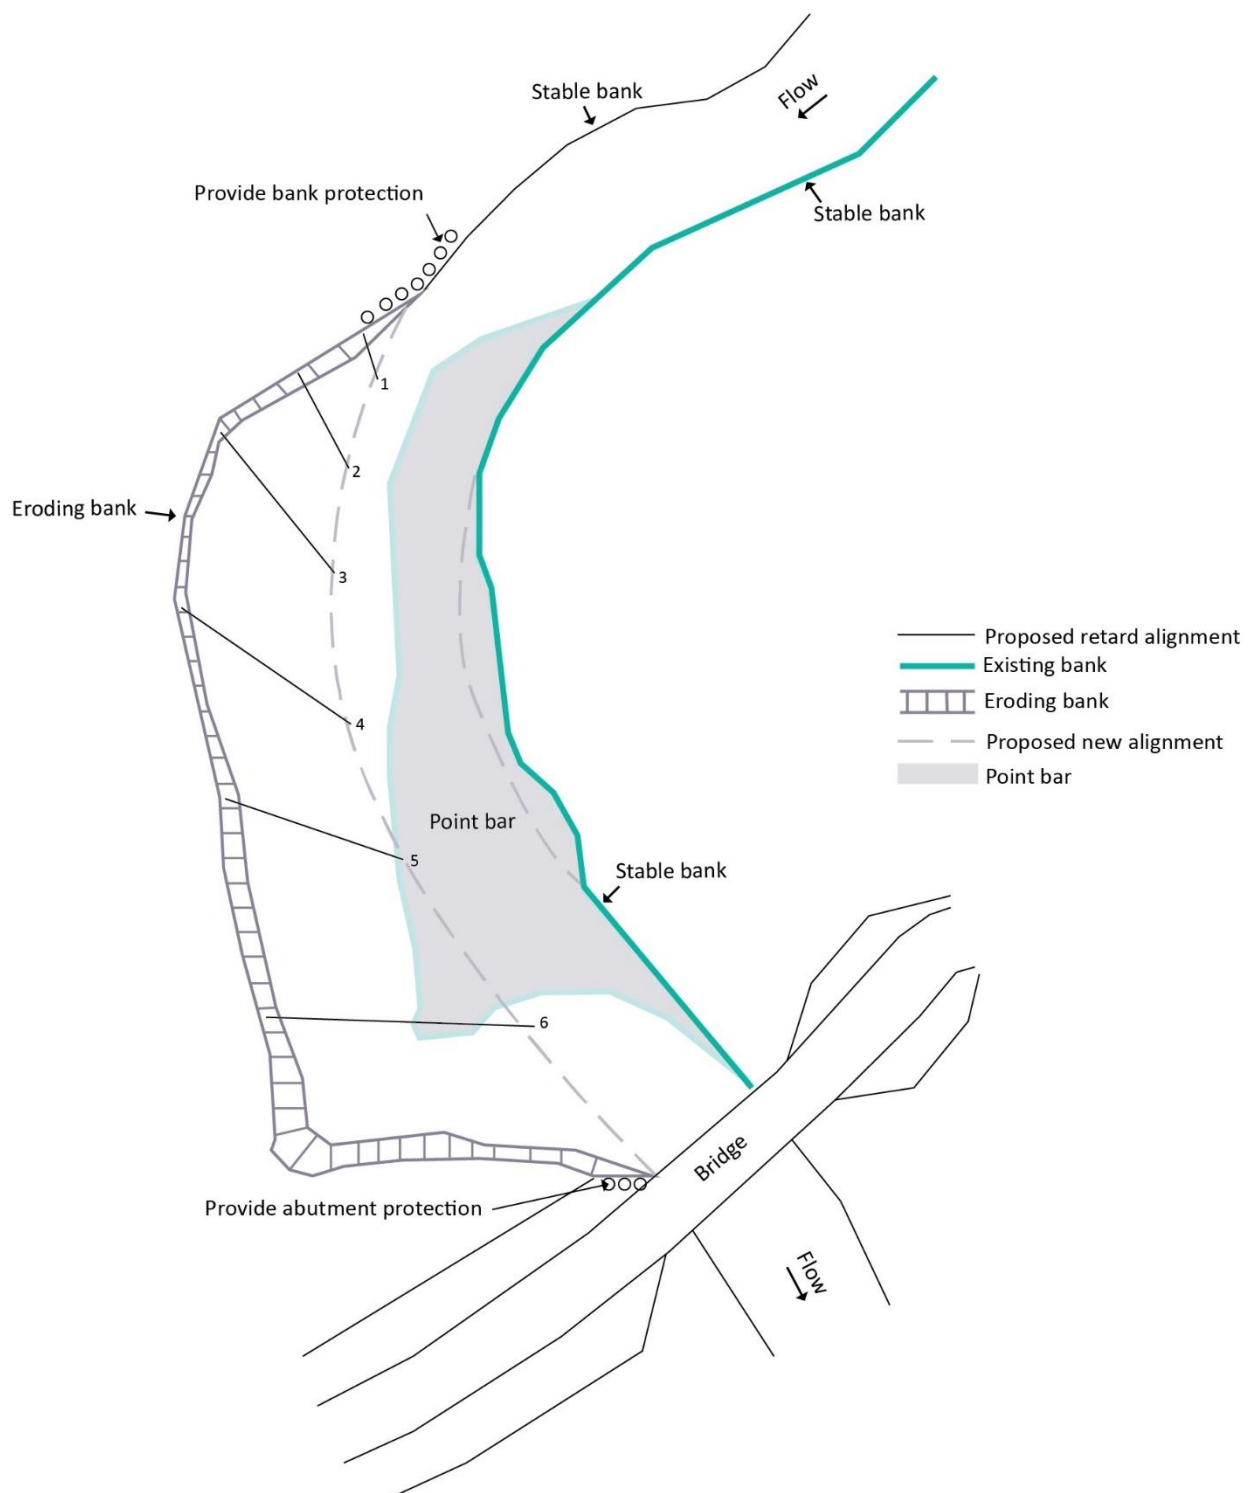 Stable bank
Flow
Provide bank protection
Stable bank
1
2
Eroding bank
3
Proposed retard alignment
Existing bank
Eroding bank
4
Proposed new alignment
Point bar
Point bar
5
Stable bank
6
Bridge
Provide abutment protection
Flow